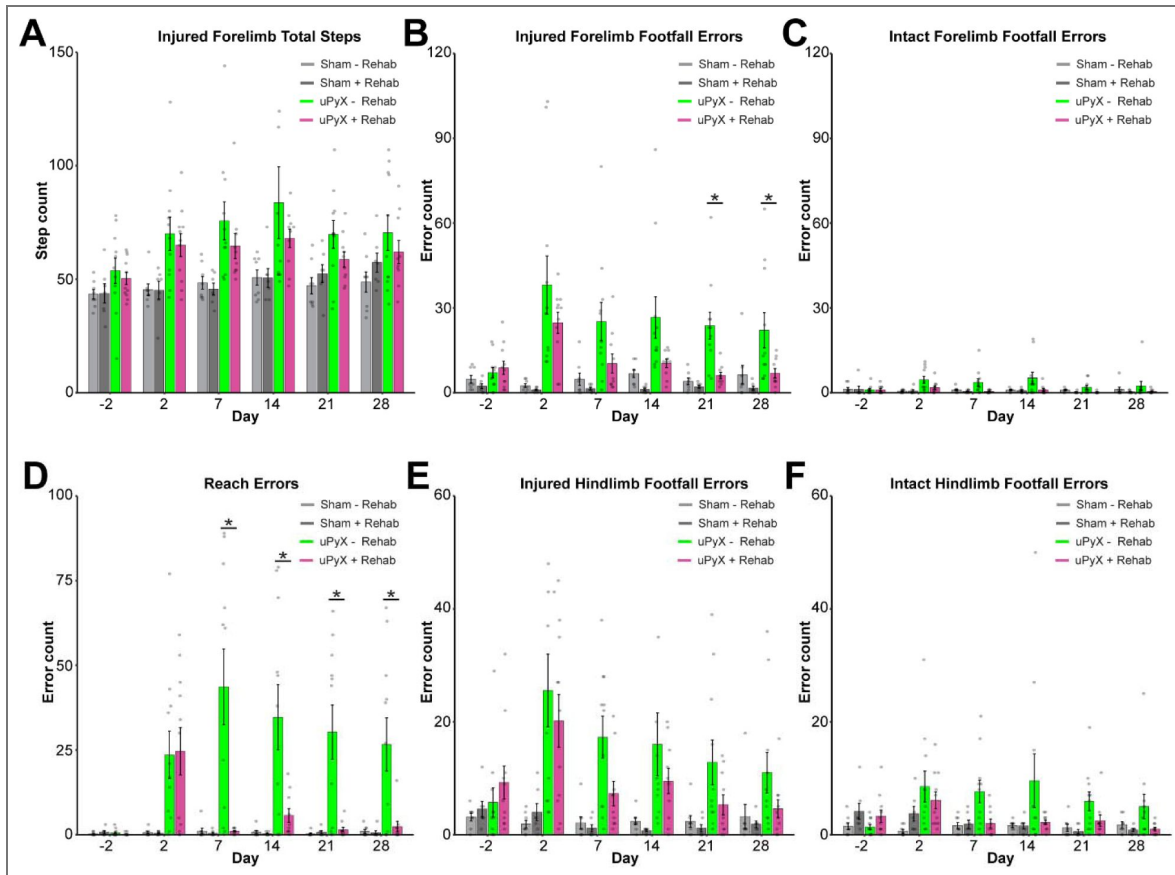 A
Injured Forelimb Total Steps
150
100
50
0
Step count
Sham - Rehab
Sham + Rehab
uPyX - Rehab
uPyX + Rehab
-2 2 7 14 21 28
Day
B
Injured Forelimb Footfall Errors
120
90
60
30
0
Error count
Sham - Rehab
Sham + Rehab
uPyX - Rehab
uPyX + Rehab
* *
-2 2 7 14 21 28
Day
C
Intact Forelimb Footfall Errors
120
90
60
30
0
Error count
Sham - Rehab
Sham + Rehab
uPyX - Rehab
uPyX + Rehab
-2 2 7 14 21 28
Day
D
Reach Errors
100
75
50
25
0
Error count
Sham - Rehab
Sham + Rehab
uPyX - Rehab
uPyX + Rehab
* * * *
-2 2 7 14 21 28
Day
E
Injured Hindlimb Footfall Errors
60
40
20
0
Error count
Sham - Rehab
Sham + Rehab
uPyX - Rehab
uPyX + Rehab
-2 2 7 14 21 28
Day
F
Intact Hindlimb Footfall Errors
60
40
20
0
Error count
Sham - Rehab
Sham + Rehab
uPyX - Rehab
uPyX + Rehab
-2 2 7 14 21 28
Day